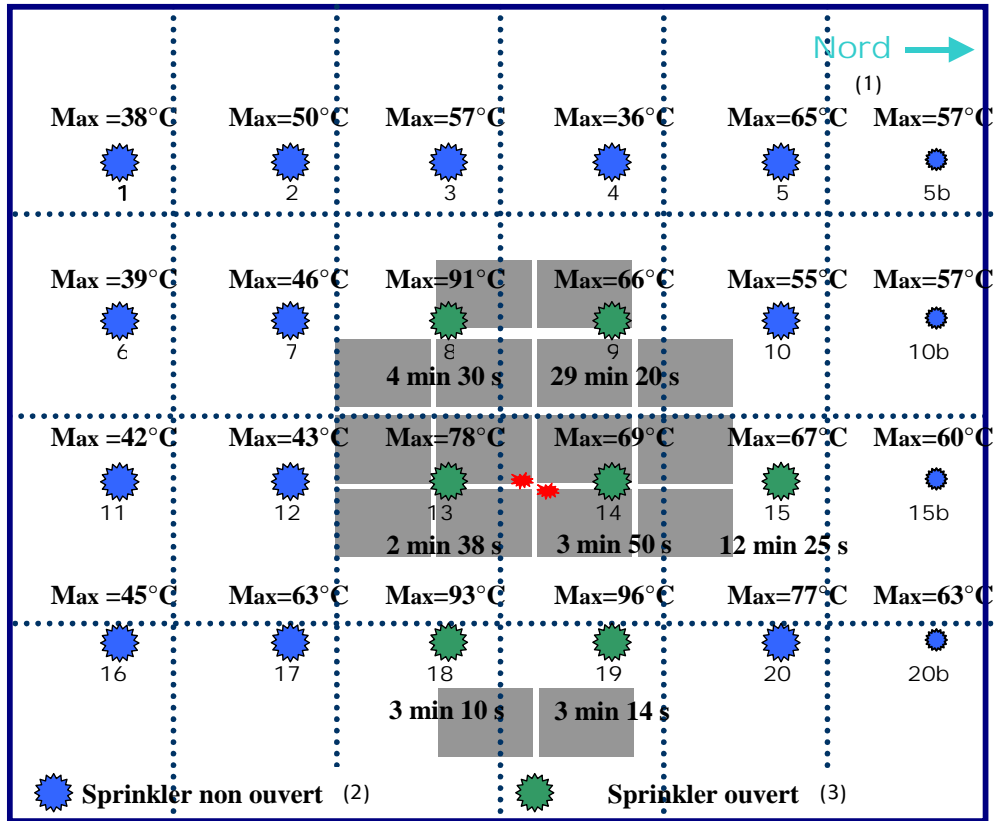 Nord
(1)
Max =38°C Max=50°C Max=57°C Max=36°C Max=65°C Max=57°C
1 2 3 4 5 5b
Max =39°C Max=46°C Max=91°C Max=66°C Max=55°C Max=57°C
6 7 8 9 10 10b
4 min 30 s 29 min 20 s
Max =42°C Max=43°C Max=78°C Max=69°C Max=67°C Max=60°C
11 12 13 14 15 15b
2 min 38 s 3 min 50 s 12 min 25 s
Max =45°C Max=63°C Max=93°C Max=96°C Max=77°C Max=63°C
16 17 18 19 20 20b
3 min 10 s 3 min 14 s
Sprinkler non ouvert (2) Sprinkler ouvert (3)